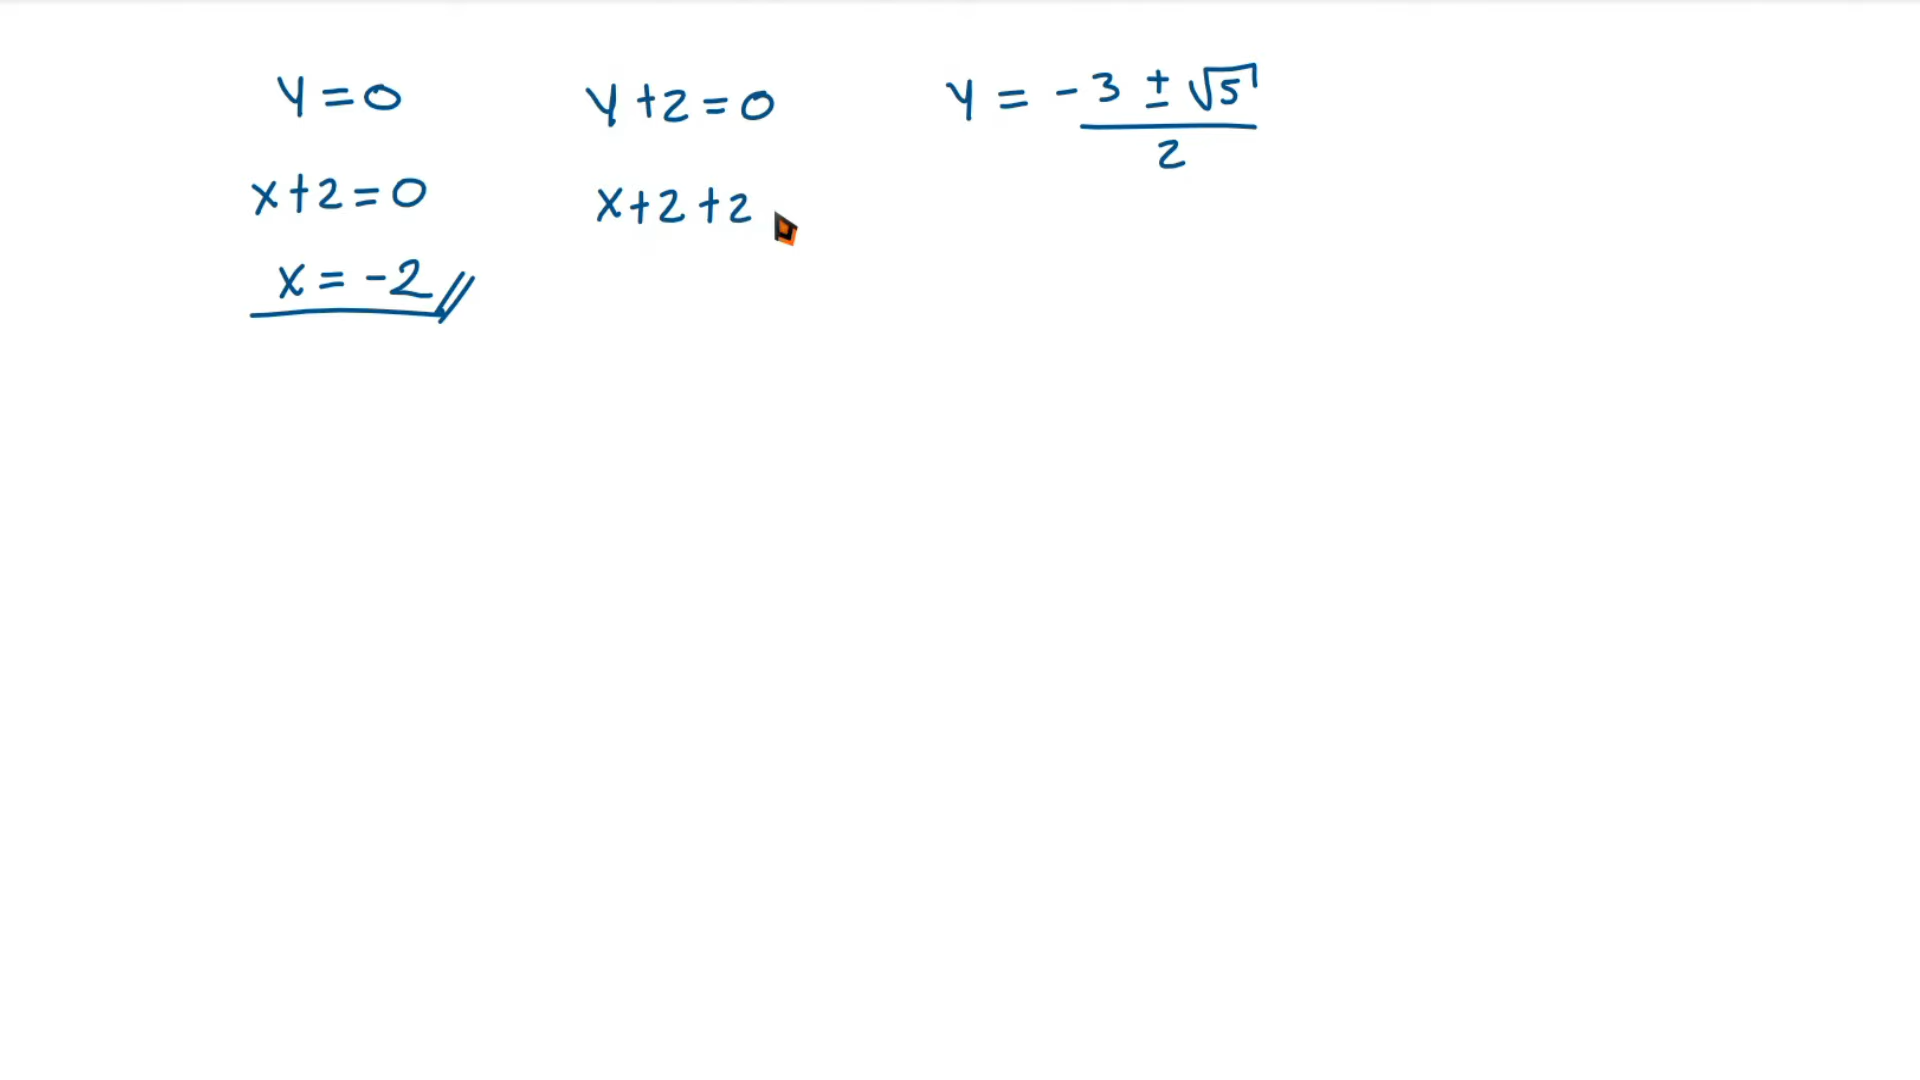 y = 0
x + 2 = 0
x = -2
y + 2 = 0
x + 2 + 2
y = -3 ± √5 / 2